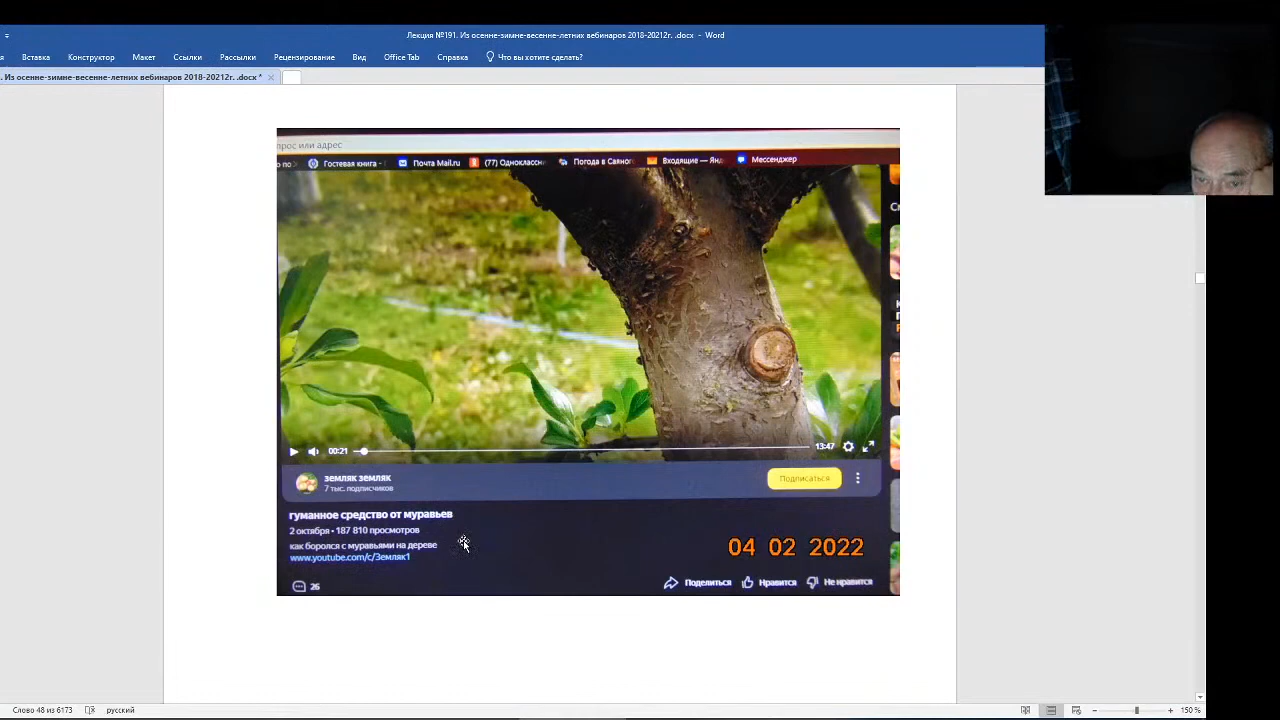 Лекция №191. Из осенне-зимне-весенне-летних вебинаров 2018-20212г. .docx - Word
Вставка Конструктор Макет Ссылки Рассылки Рецензирование Вид Office Tab Справка Что вы хотите сделать?
. Из осенне-зимне-весенне-летних вебинаров 2018-20212г. .docx *
прос или адрес
Гостевая книга - Почта Mail.ru (77) Одноклассн Погода в Саяног Входящие — Янд Мессенджер
00:21 13:47
земляк земляк
7 тыс. подписчиков
Подписаться
гуманное средство от муравьев
2 октября • 187 810 просмотров
как боролся с муравьями на дереве
www.youtube.com/c/Земляк1
04 02 2022
26 Поделиться Нравится Не нравится
Слово 48 из 6173 русский 150 %